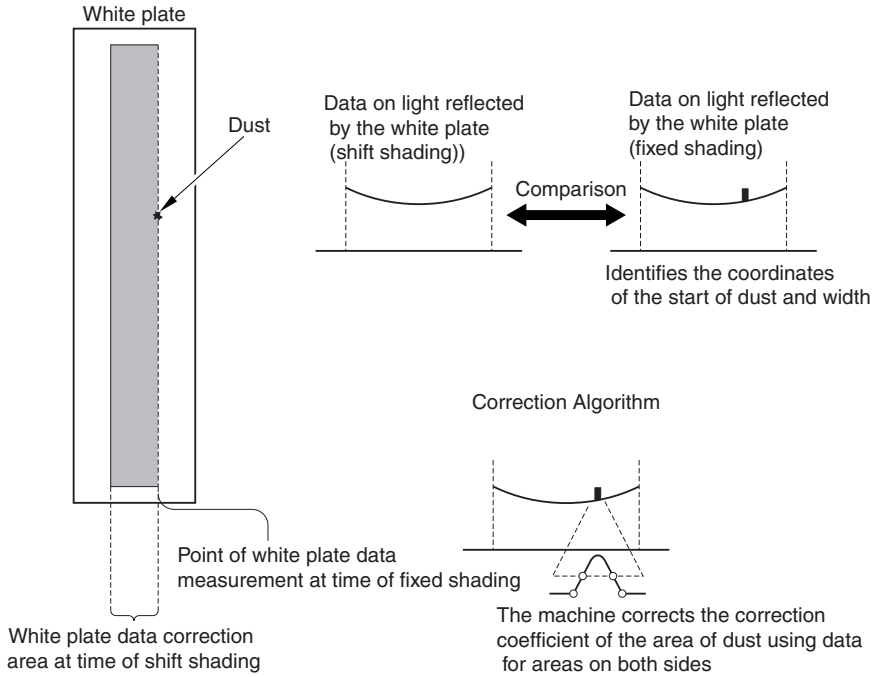 White plate
Dust
Data on light reflected
by the white plate
(shift shading))
Comparison
Data on light reflected
by the white plate
(fixed shading)
Identifies the coordinates
of the start of dust and width
Correction Algorithm
Point of white plate data
measurement at time of fixed shading
The machine corrects the correction
coefficient of the area of dust using data
for areas on both sides
White plate data correction
area at time of shift shading